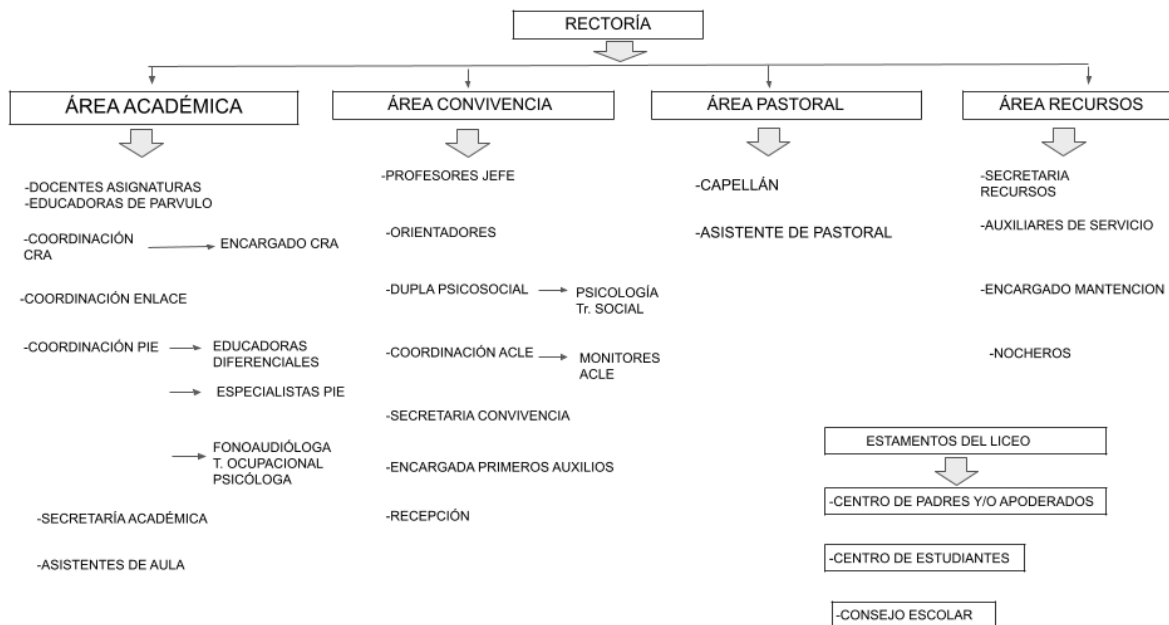 RECTORÍA
ÁREA ACADÉMICA
-DOCENTES ASIGNATURAS
-EDUCADORAS DE PARVULO
-COORDINACIÓN
CRA
ENCARGADO CRA
-COORDINACIÓN ENLACE
-COORDINACIÓN PIE
EDUCADORAS
DIFERENCIALES
ESPECIALISTAS PIE
FONOAUDIÓLOGA
T. OCUPACIONAL
PSICÓLOGA
-SECRETARÍA ACADÉMICA
-ASISTENTES DE AULA
ÁREA CONVIVENCIA
-PROFESORES JEFE
-ORIENTADORES
-DUPLA PSICOSOCIAL
PSICOLOGÍA
Tr. SOCIAL
-COORDINACIÓN ACLE
MONITORES
ACLE
-SECRETARIA CONVIVENCIA
-ENCARGADA PRIMEROS AUXILIOS
-RECEPCIÓN
ÁREA PASTORAL
-CAPELLÁN
-ASISTENTE DE PASTORAL
ÁREA RECURSOS
-SECRETARIA
RECURSOS
-AUXILIARES DE SERVICIO
-ENCARGADO MANTENCION
-NOCHEROS
ESTAMENTOS DEL LICEO
-CENTRO DE PADRES Y/O APODERADOS
-CENTRO DE ESTUDIANTES
-CONSEJO ESCOLAR